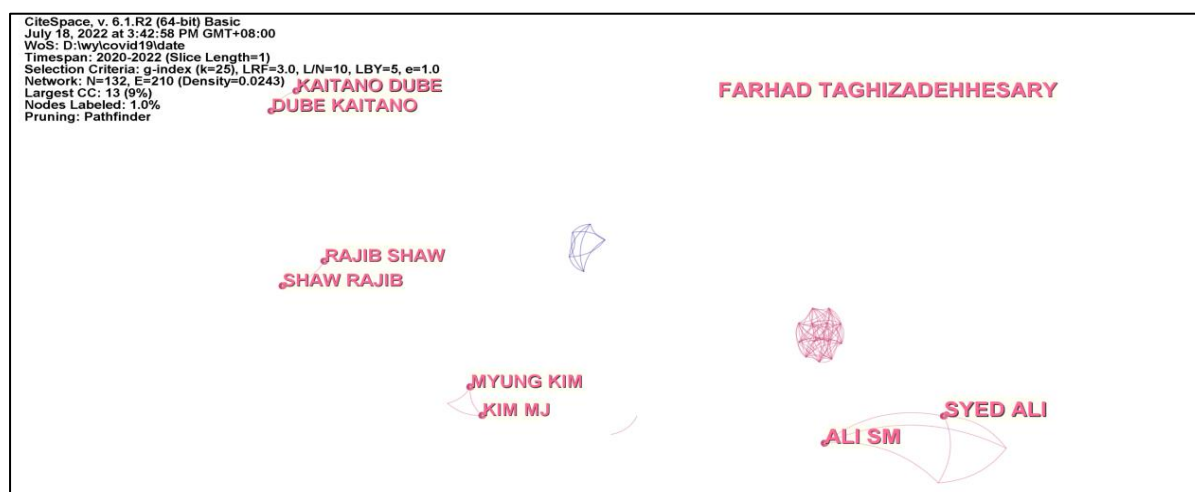 CiteSpace, v. 6.1.R2 (64-bit) Basic
July 18, 2022 at 3:42:58 PM GMT+08:00
WoS: D:\wy\covid19\date
Timespan: 2020-2022 (Slice Length=1)
Selection Criteria: g-index (k=25), LRF=3.0, L/N=10, LBY=5, e=1.0
Network: N=132, E=210 (Density=0.0243)
Largest CC: 13 (9%)
Nodes Labeled: 1.0%
Pruning: Pathfinder
KAITANO DUBE
DUBE KAITANO
FARHAD TAGHIZADEHHESARY
RAJIB SHAW
SHAW RAJIB
MYUNG KIM
KIM MJ
SYED ALI
ALI SM